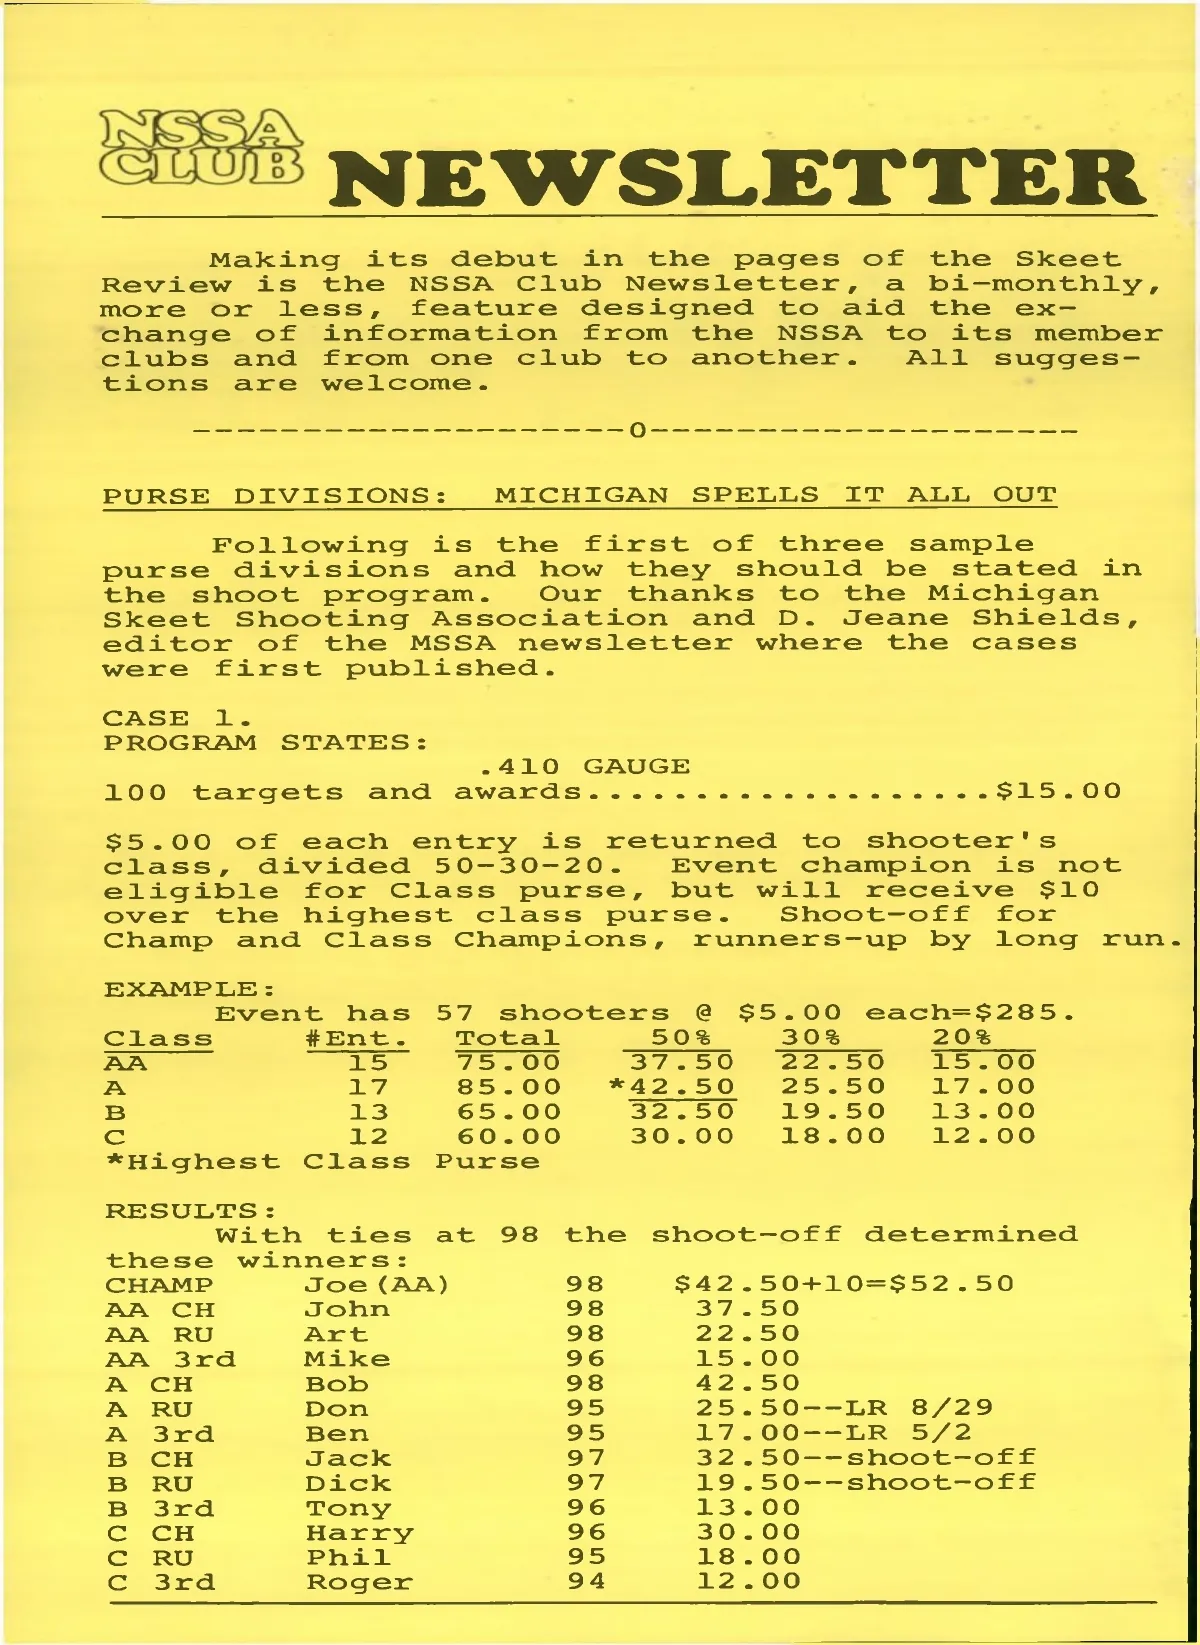 NSSA
CLUB NEWSLETTER
Making its debut in the pages of the Skeet
Review is the NSSA Club Newsletter, a bi-monthly,
more or less, feature designed to aid the ex-
change of information from the NSSA to its member
clubs and from one club to another. All sugges-
tions are welcome.
--------------------0--------------------
PURSE DIVISIONS: MICHIGAN SPELLS IT ALL OUT
Following is the first of three sample
purse divisions and how they should be stated in
the shoot program. Our thanks to the Michigan
Skeet Shooting Association and D. Jeane Shields,
editor of the MSSA newsletter where the cases
were first published.
CASE 1.
PROGRAM STATES:
.410 GAUGE
100 targets and awards...................$15.00
$5.00 of each entry is returned to shooter's
class, divided 50-30-20. Event champion is not
eligible for Class purse, but will receive $10
over the highest class purse. Shoot-off for
Champ and Class Champions, runners-up by long run.
EXAMPLE:
Event has 57 shooters @ $5.00 each=$285.
Class #Ent. Total 50% 30% 20%
AA 15 75.00 37.50 22.50 15.00
A 17 85.00 *42.50 25.50 17.00
B 13 65.00 32.50 19.50 13.00
C 12 60.00 30.00 18.00 12.00
*Highest Class Purse
RESULTS:
With ties at 98 the shoot-off determined
these winners:
CHAMP Joe(AA) 98 $42.50+10=$52.50
AA CH John 98 37.50
AA RU Art 98 22.50
AA 3rd Mike 96 15.00
A CH Bob 98 42.50
A RU Don 95 25.50--LR 8/29
A 3rd Ben 95 17.00--LR 5/2
B CH Jack 97 32.50--shoot-off
B RU Dick 97 19.50--shoot-off
B 3rd Tony 96 13.00
C CH Harry 96 30.00
C RU Phil 95 18.00
C 3rd Roger 94 12.00